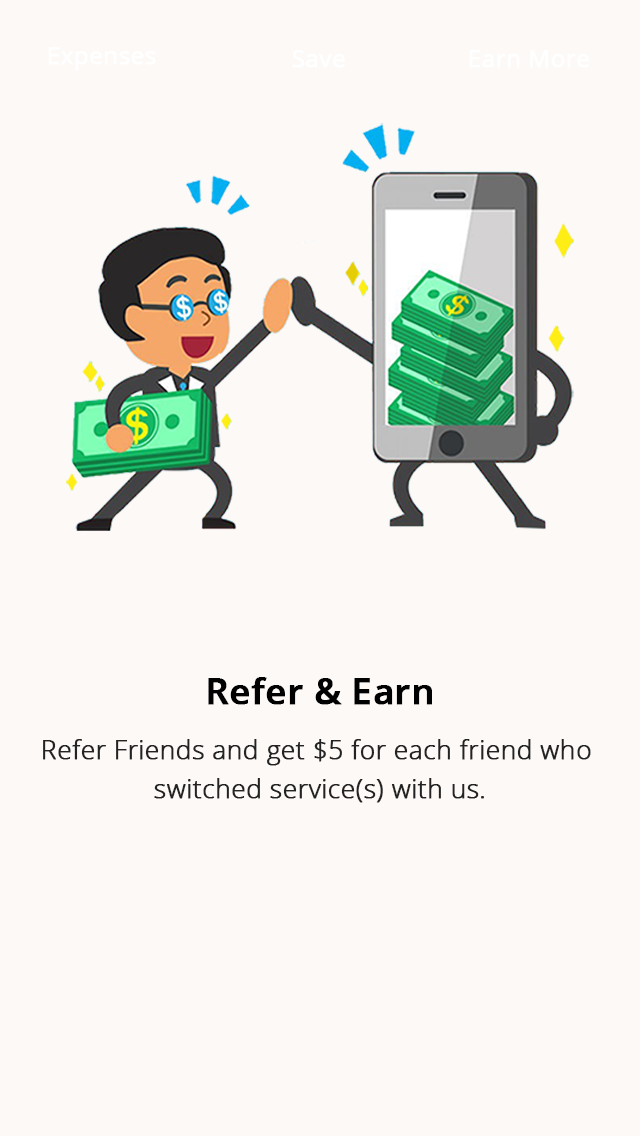 Expenses Save Earn More
$ $
$
$
Refer & Earn
Refer Friends and get $5 for each friend who
switched service(s) with us.